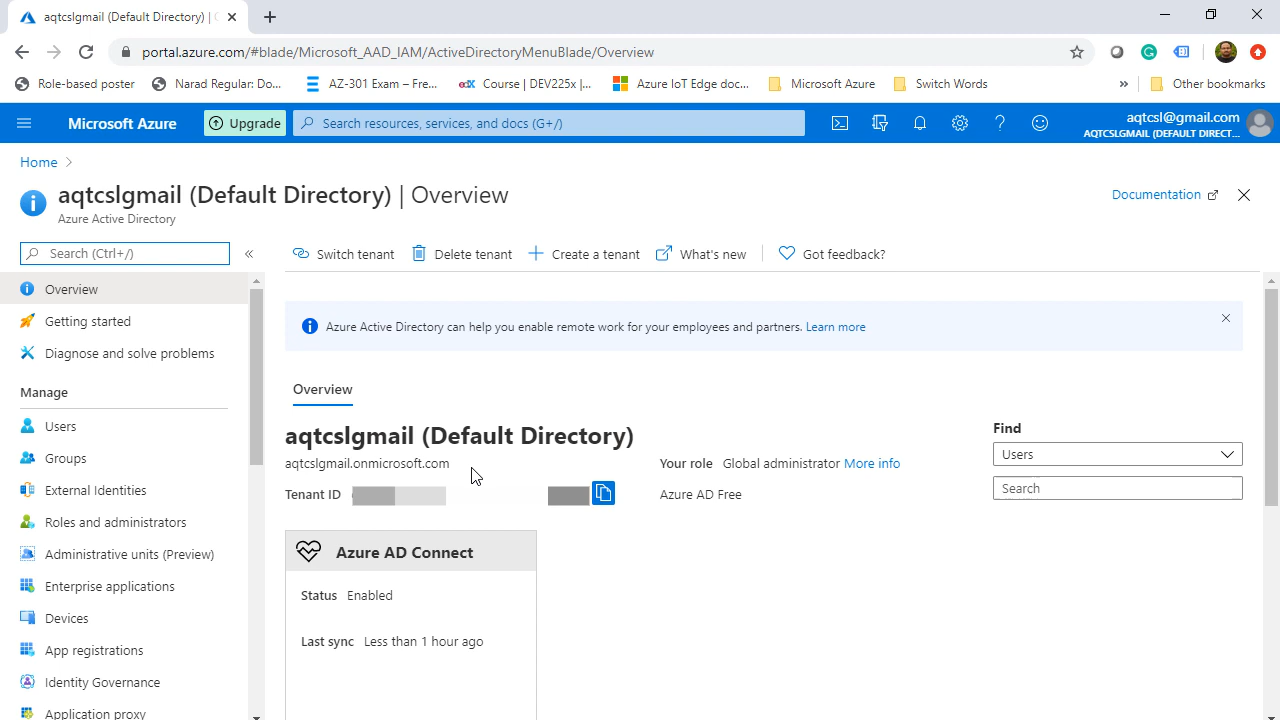 aqtcslgmail (Default Directory) |
portal.azure.com/#blade/Microsoft_AAD_IAM/ActiveDirectoryMenuBlade/Overview
Role-based poster
Narad Regular: Do...
AZ-301 Exam – Fre...
edX
Course | DEV225x |...
Azure IoT Edge doc...
Microsoft Azure
Switch Words
»
Other bookmarks
Microsoft Azure
Upgrade
Search resources, services, and docs (G+/)
aqtcsl@gmail.com
AQTCSLGMAIL (DEFAULT DIRECT...
Home >
aqtcslgmail (Default Directory) | Overview
Azure Active Directory
Documentation
Search (Ctrl+/)
«
Switch tenant
Delete tenant
Create a tenant
What's new
Got feedback?
Overview
Getting started
Diagnose and solve problems
Manage
Users
Groups
External Identities
Roles and administrators
Administrative units (Preview)
Enterprise applications
Devices
App registrations
Identity Governance
Application proxy
Azure Active Directory can help you enable remote work for your employees and partners. Learn more
Overview
aqtcslgmail (Default Directory)
aqtcslgmail.onmicrosoft.com
Tenant ID
Your role Global administrator More info
Azure AD Free
Find
Users
Search
Azure AD Connect
Status Enabled
Last sync Less than 1 hour ago